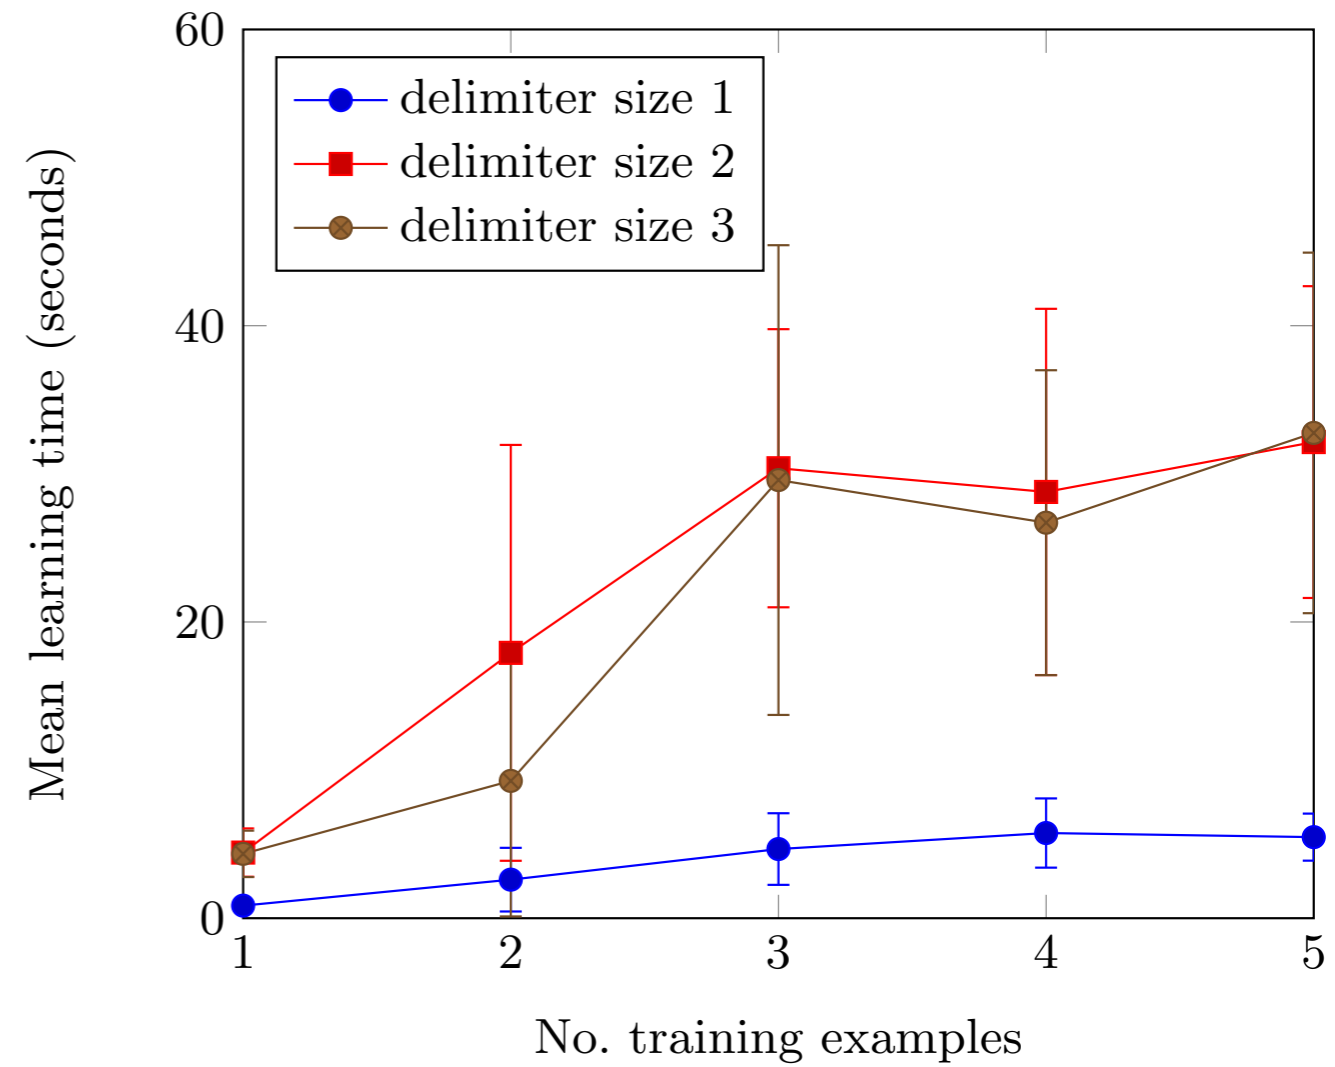 60
delimiter size 1
delimiter size 2
delimiter size 3
40
20
0
1 2 3 4 5
Mean learning time (seconds)
No. training examples